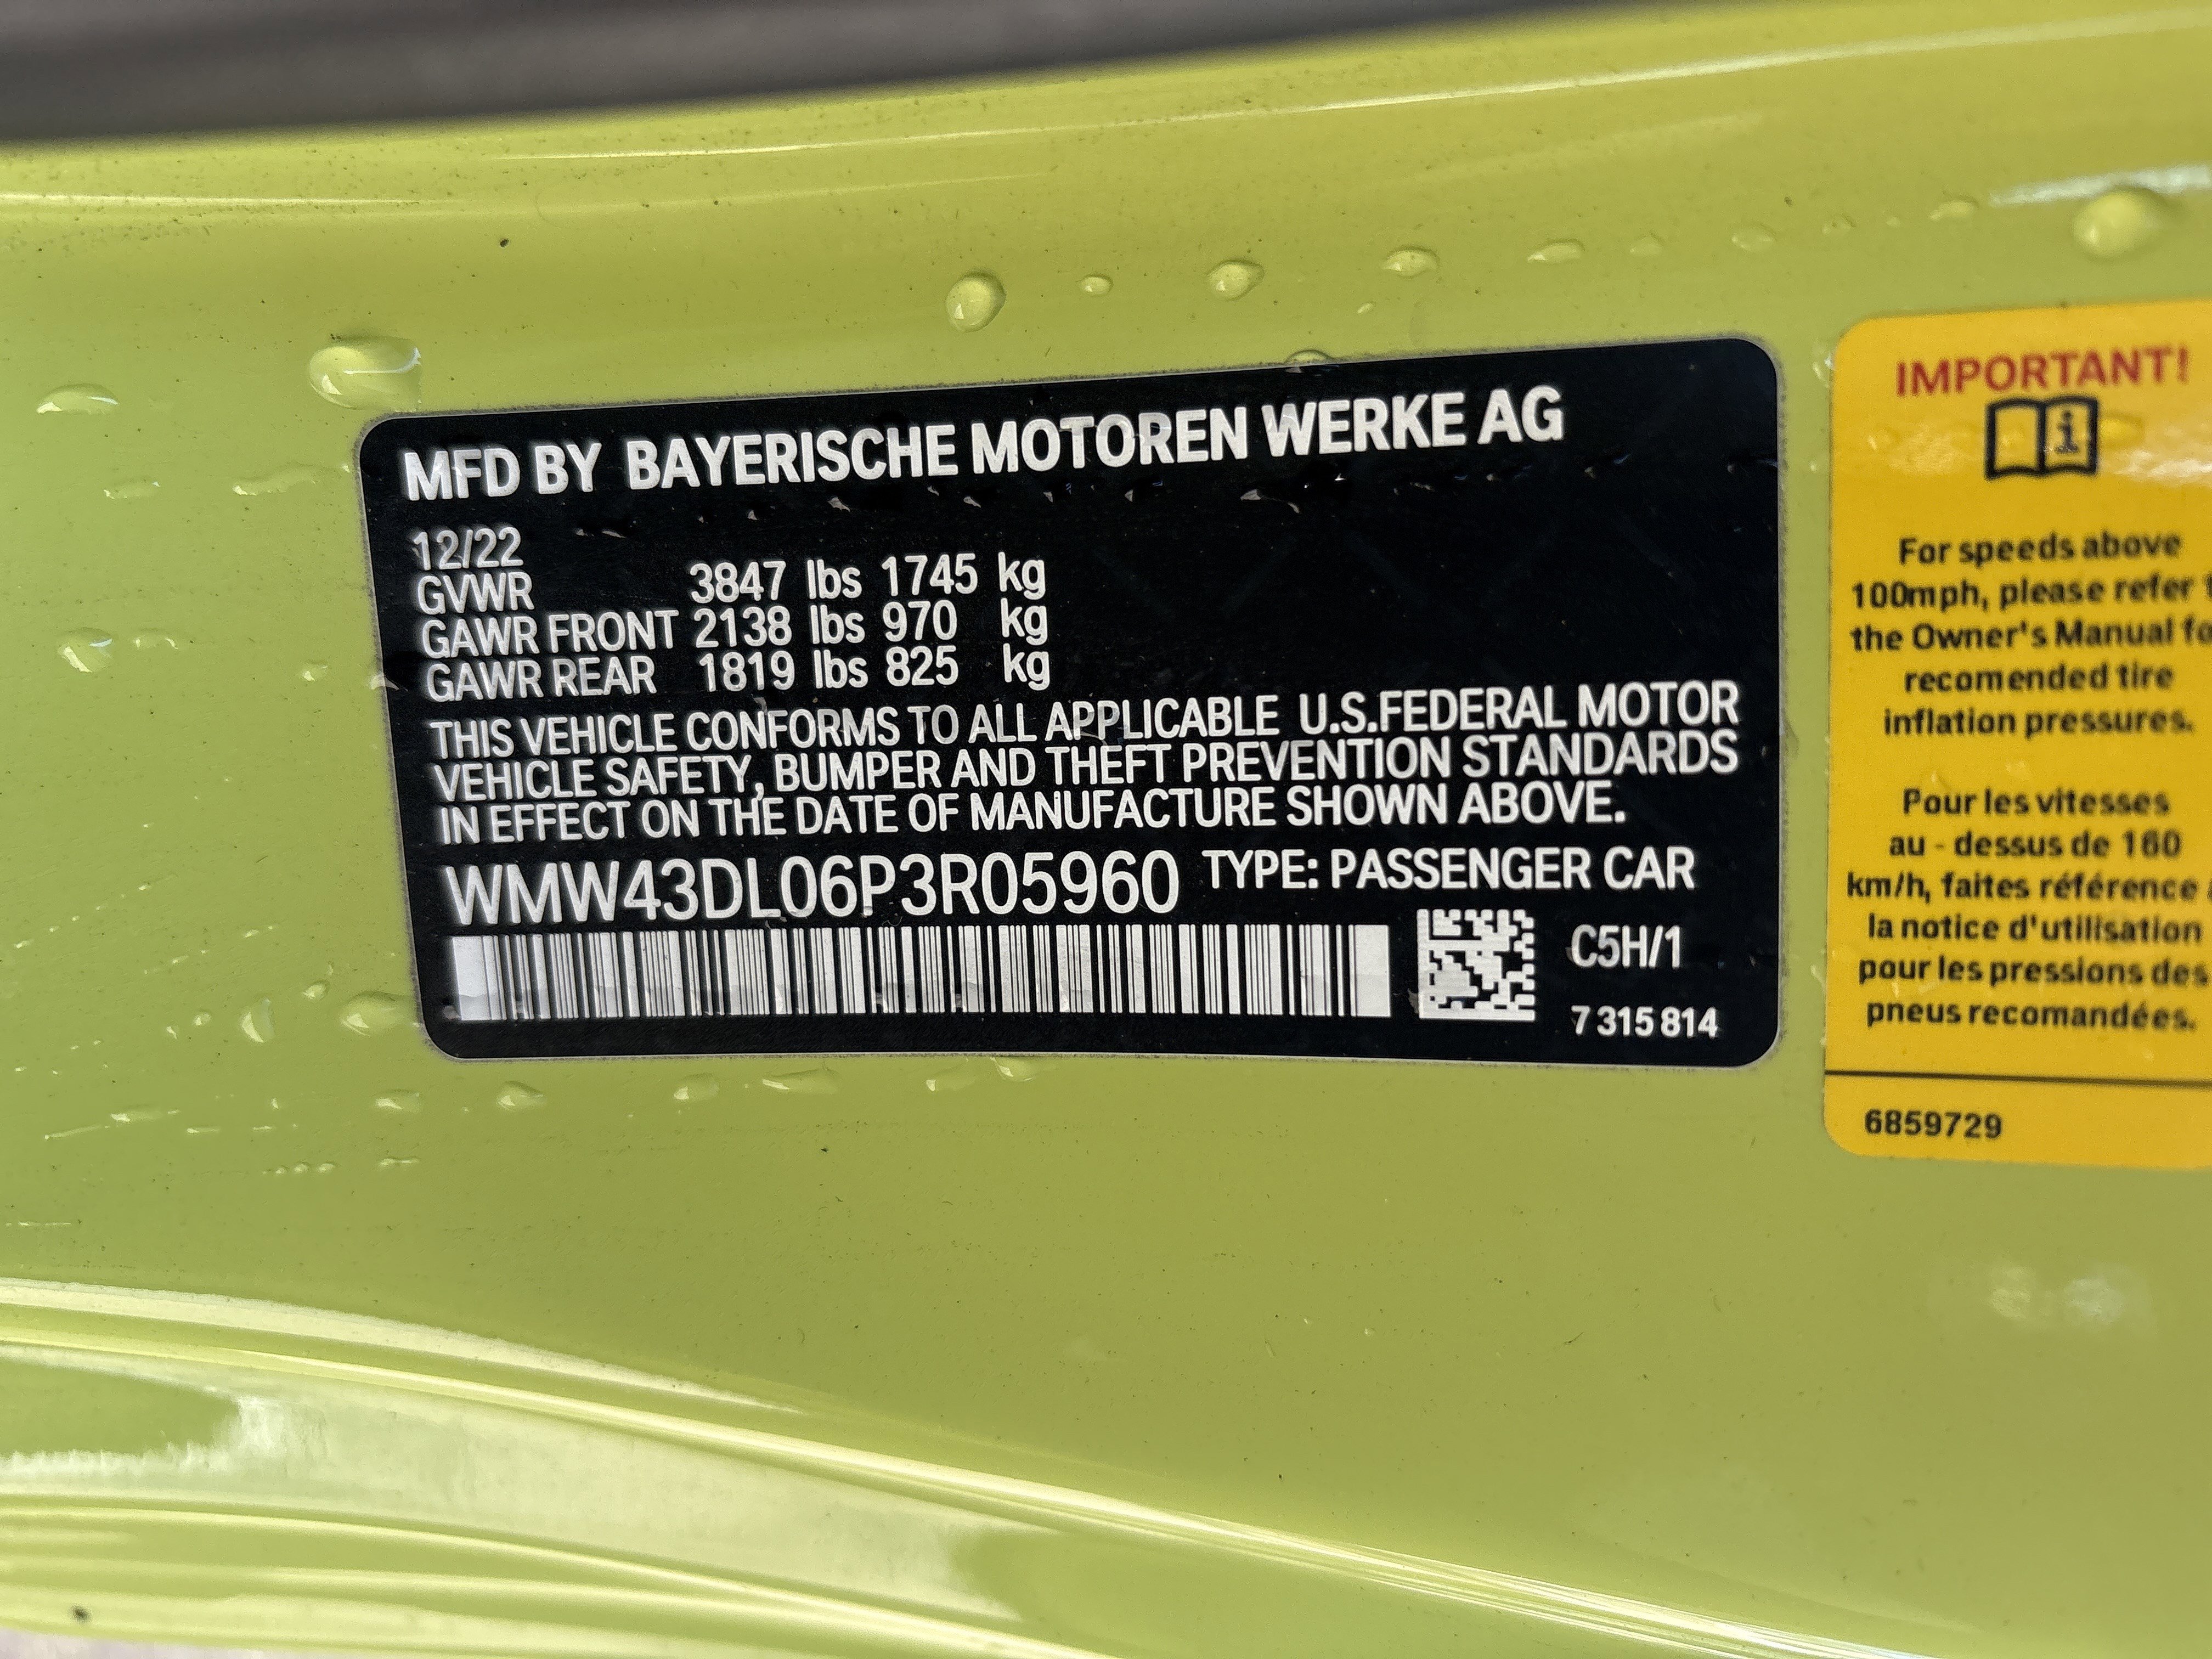 MFD BY BAYERISCHE MOTOREN WERKE AG
12/22
GVWR 3847 lbs 1745 kg
GAWR FRONT 2138 lbs 970 kg
GAWR REAR 1819 lbs 825 kg
THIS VEHICLE CONFORMS TO ALL APPLICABLE U.S.FEDERAL MOTOR
VEHICLE SAFETY, BUMPER AND THEFT PREVENTION STANDARDS
IN EFFECT ON THE DATE OF MANUFACTURE SHOWN ABOVE.
WMW43DL06P3R05960 TYPE: PASSENGER CAR
C5H/1
7 315 814
IMPORTANT!
i
For speeds above
100mph, please refer
the Owner's Manual
recomended tire
inflation pressures.
Pour les vitesses
au - dessus de 160
km/h, faites référence
la notice d'utilisation
pour les pressions des
pneus recomandées.
6859729